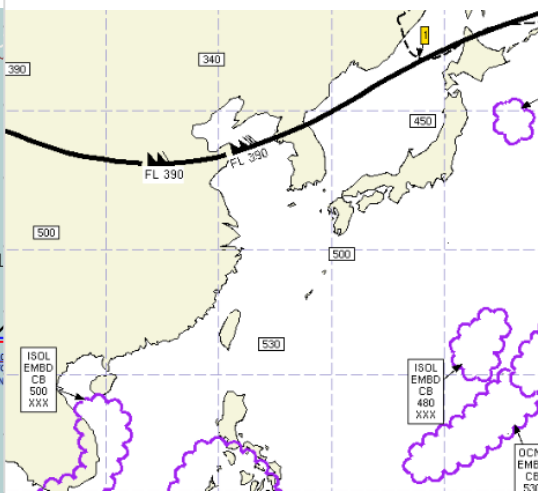 1
340
390
450
FL 390
FL 390
500
500
530
ISOL
EMBD
CB
500
XXX
ISOL
EMBD
CB
480
XXX
OCN
EMB
CB
530